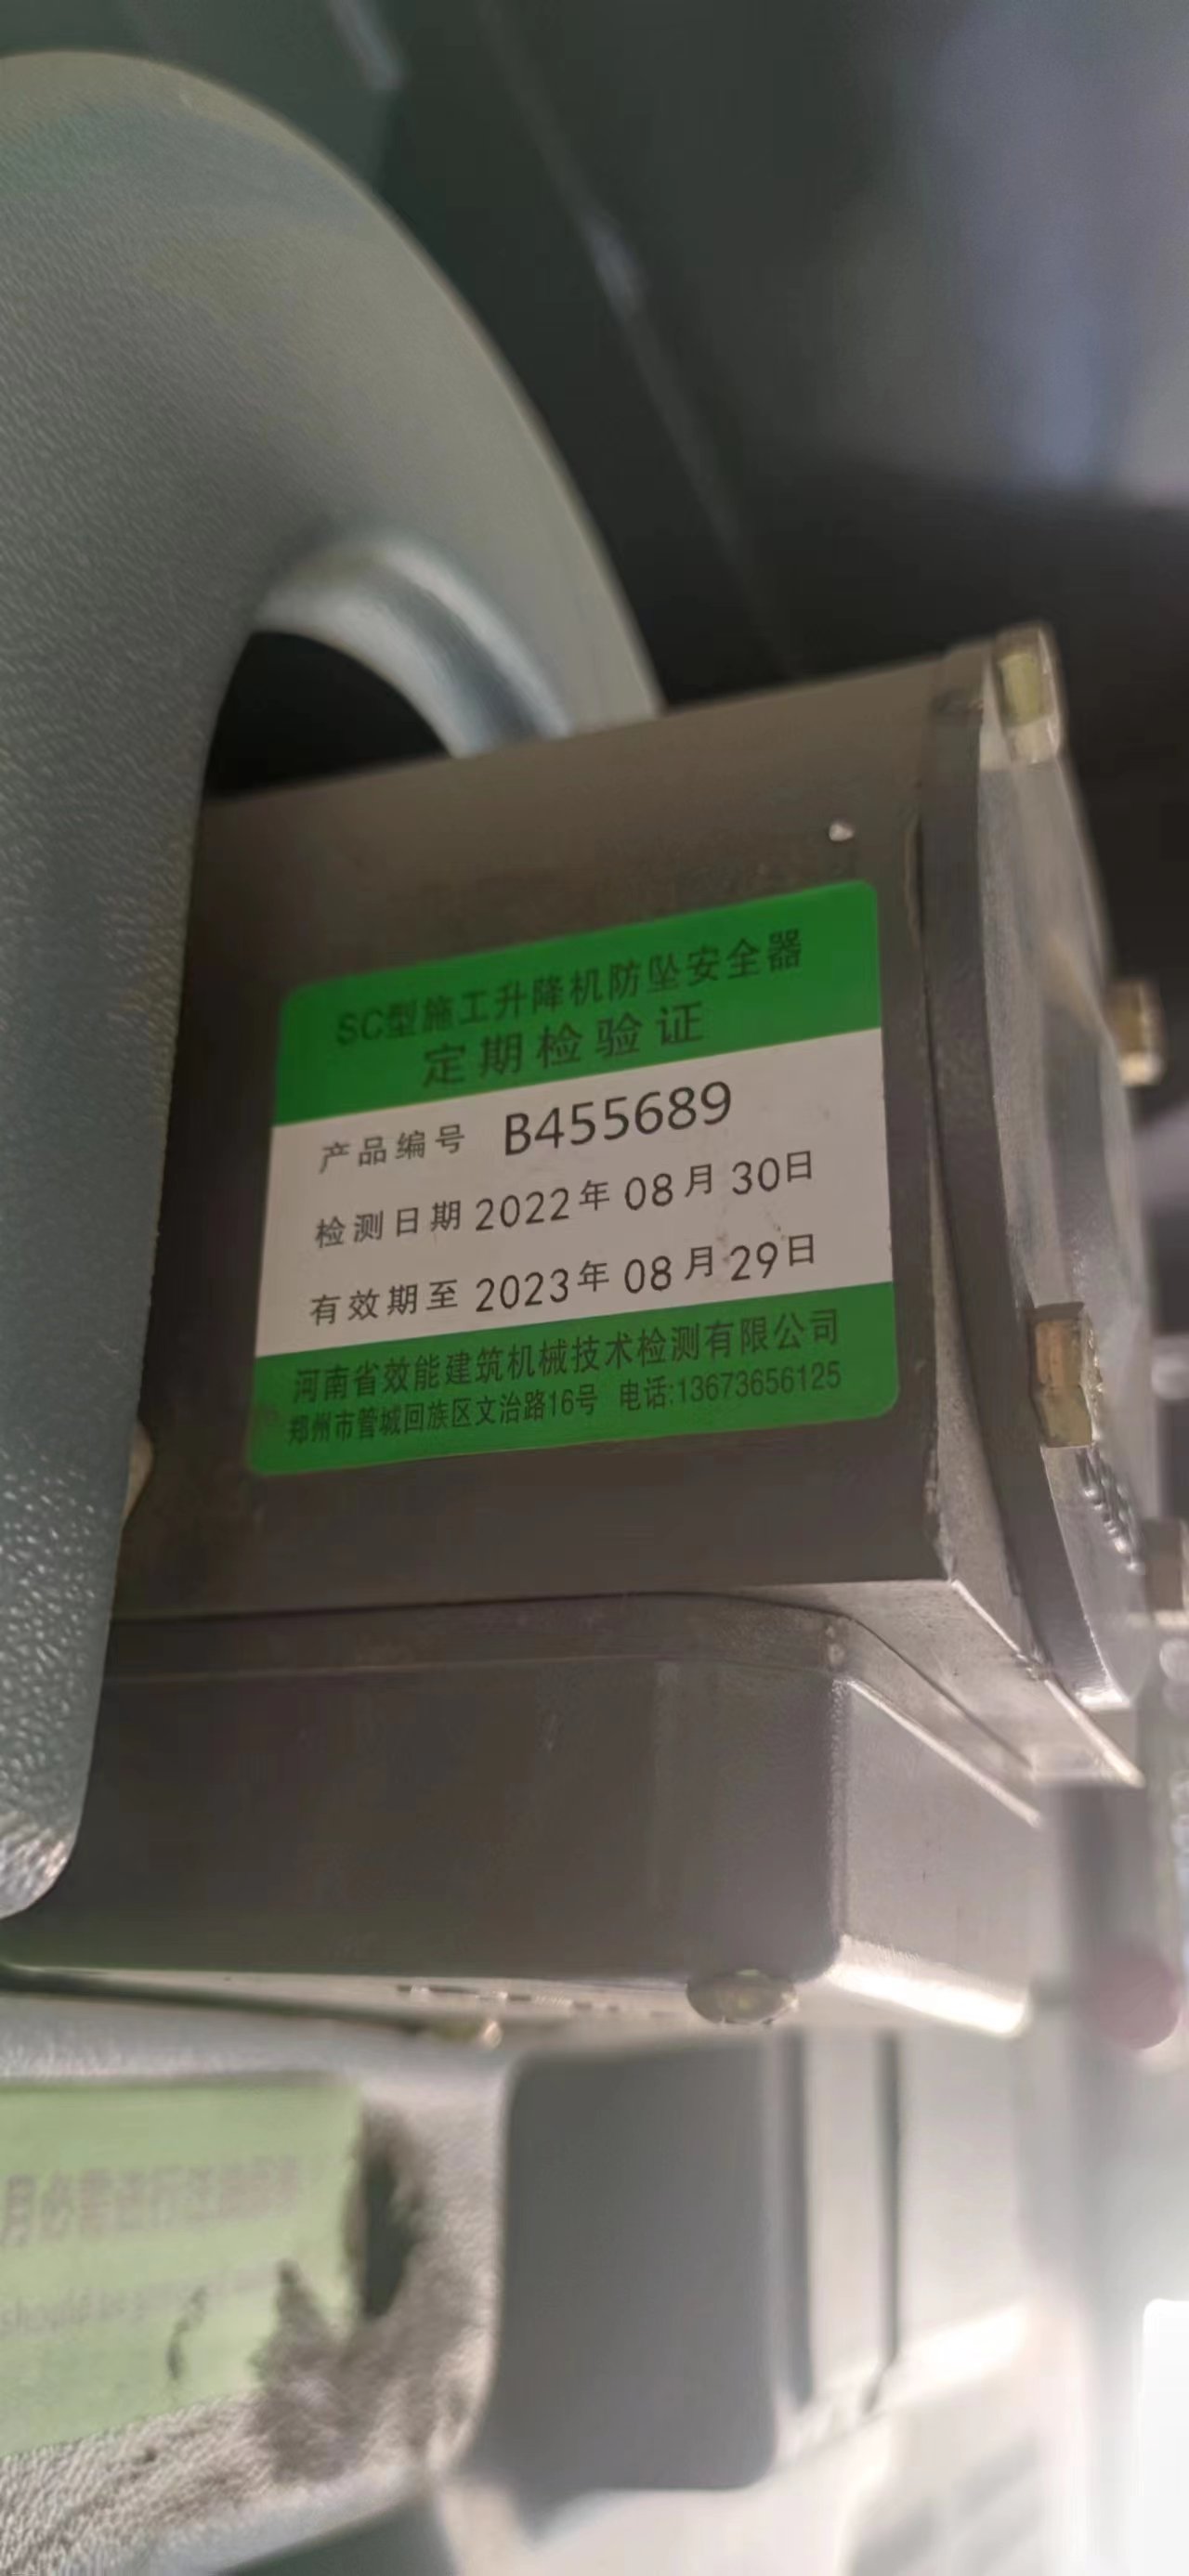 SC型施工升降机防坠安全器
定期检验证
产品编号 B455689
检测日期 2022年 08月 30日
有效期至 2023年 08月 29日
河南省效能建筑机械技术检测有限公司
郑州市管城回族区文治路16号 电话:13673656125